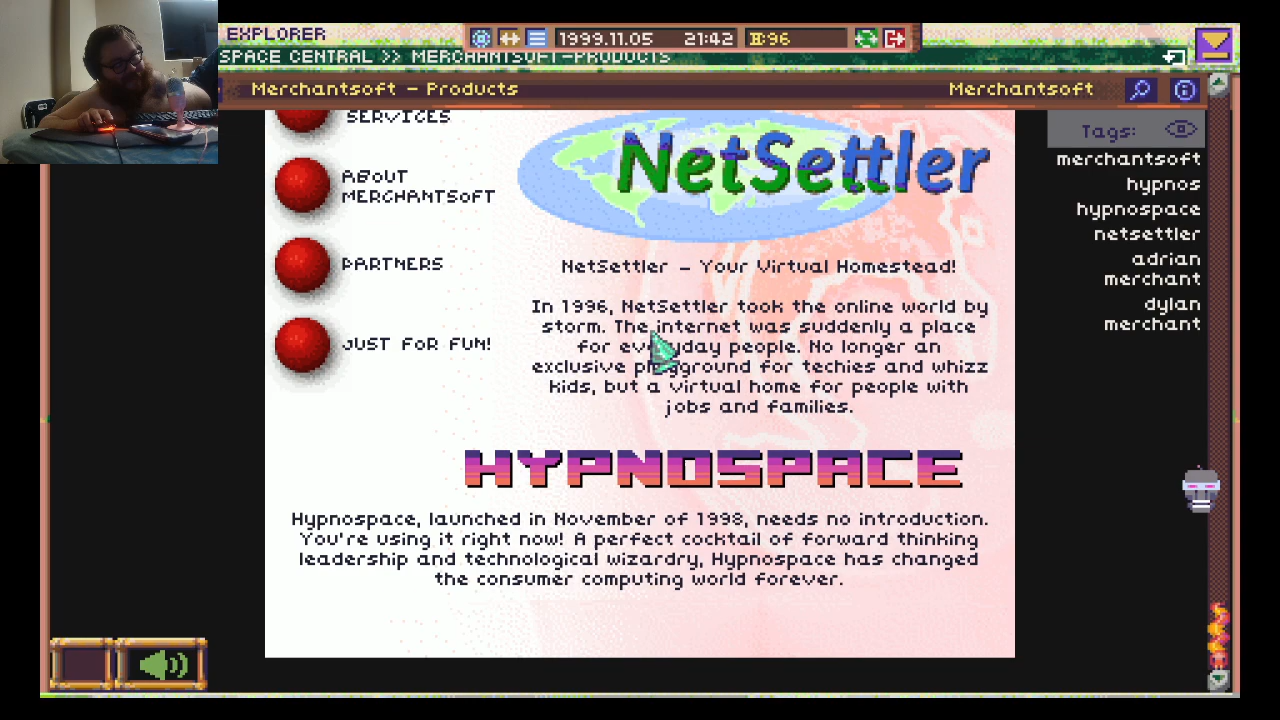 EXPLORER
1999.11.05 21:42 96
SPACE CENTRAL >> MERCHANTSOFT-PRODUCTS
Merchantsoft - Products Merchantsoft
SERVICES
ABOUT
MERCHANTSOFT
PARTNERS
JUST FOR FUN!
NetSettler
NetSettler - Your Virtual Homestead!
In 1996, NetSettler took the online world by
storm. The internet was suddenly a place
for everyday people. No longer an
exclusive playground for techies and whizz
kids, but a virtual home for people with
jobs and families.
HYPNOSPACE
Hypnospace, launched in November of 1998, needs no introduction.
You're using it right now! A perfect cocktail of forward thinking
leadership and technological wizardry, Hypnospace has changed
the consumer computing world forever.
Tags:
merchantsoft
hypnos
hypnospace
netsettler
adrian
merchant
dylan
merchant